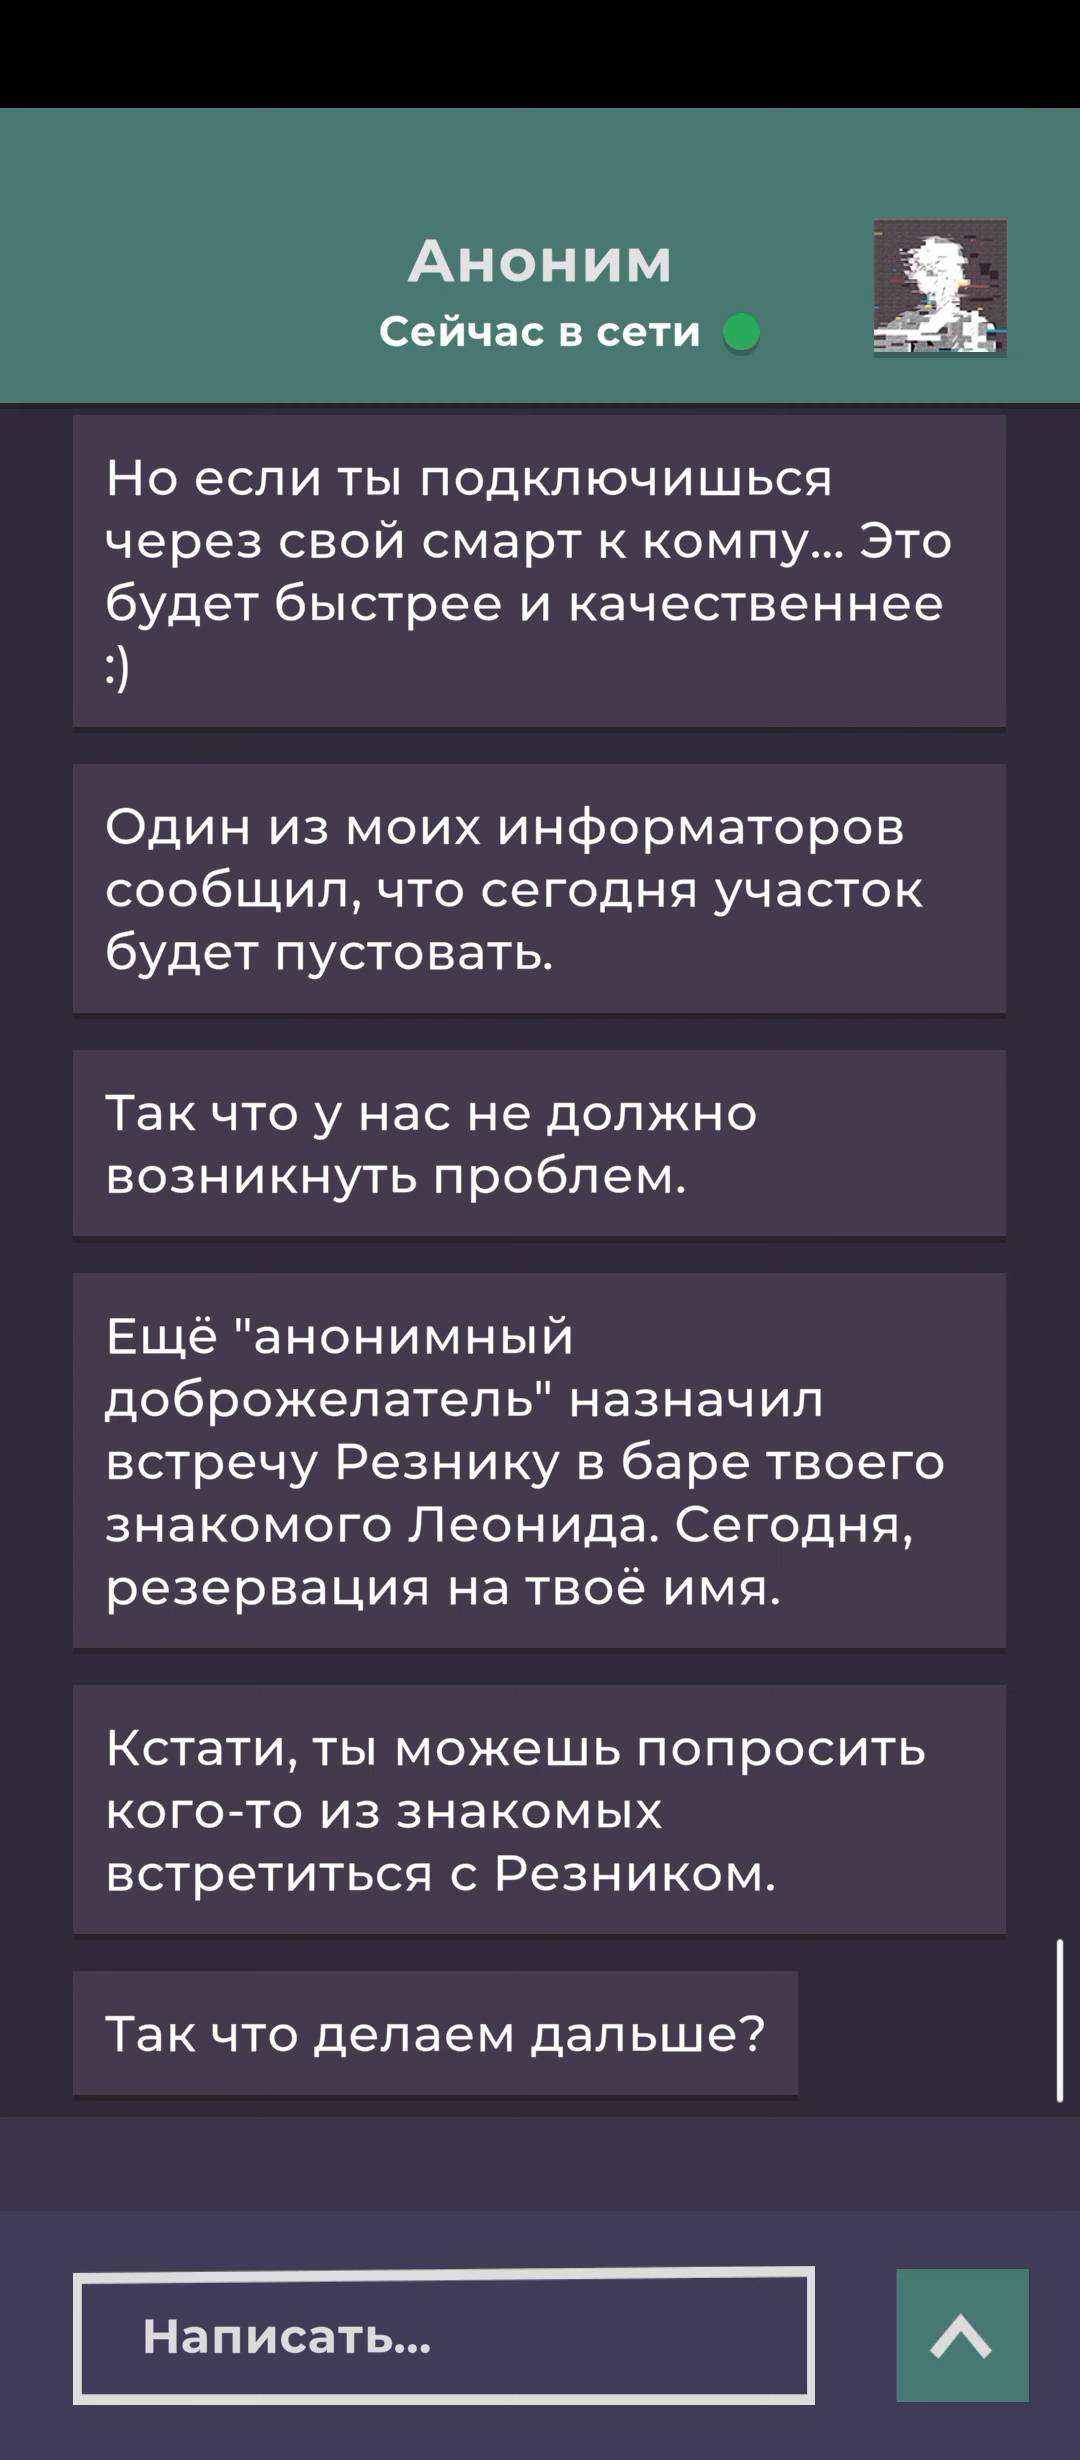 Аноним
Сейчас в сети
Но если ты подключишься
через свой смарт к компу... Это
будет быстрее и качественнее
:)
Один из моих информаторов
сообщил, что сегодня участок
будет пустовать.
Так что у нас не должно
возникнуть проблем.
Ещё "анонимный
доброжелатель" назначил
встречу Резнику в баре твоего
знакомого Леонида. Сегодня,
резервация на твоё имя.
Кстати, ты можешь попросить
кого-то из знакомых
встретиться с Резником.
Так что делаем дальше?
Написать...